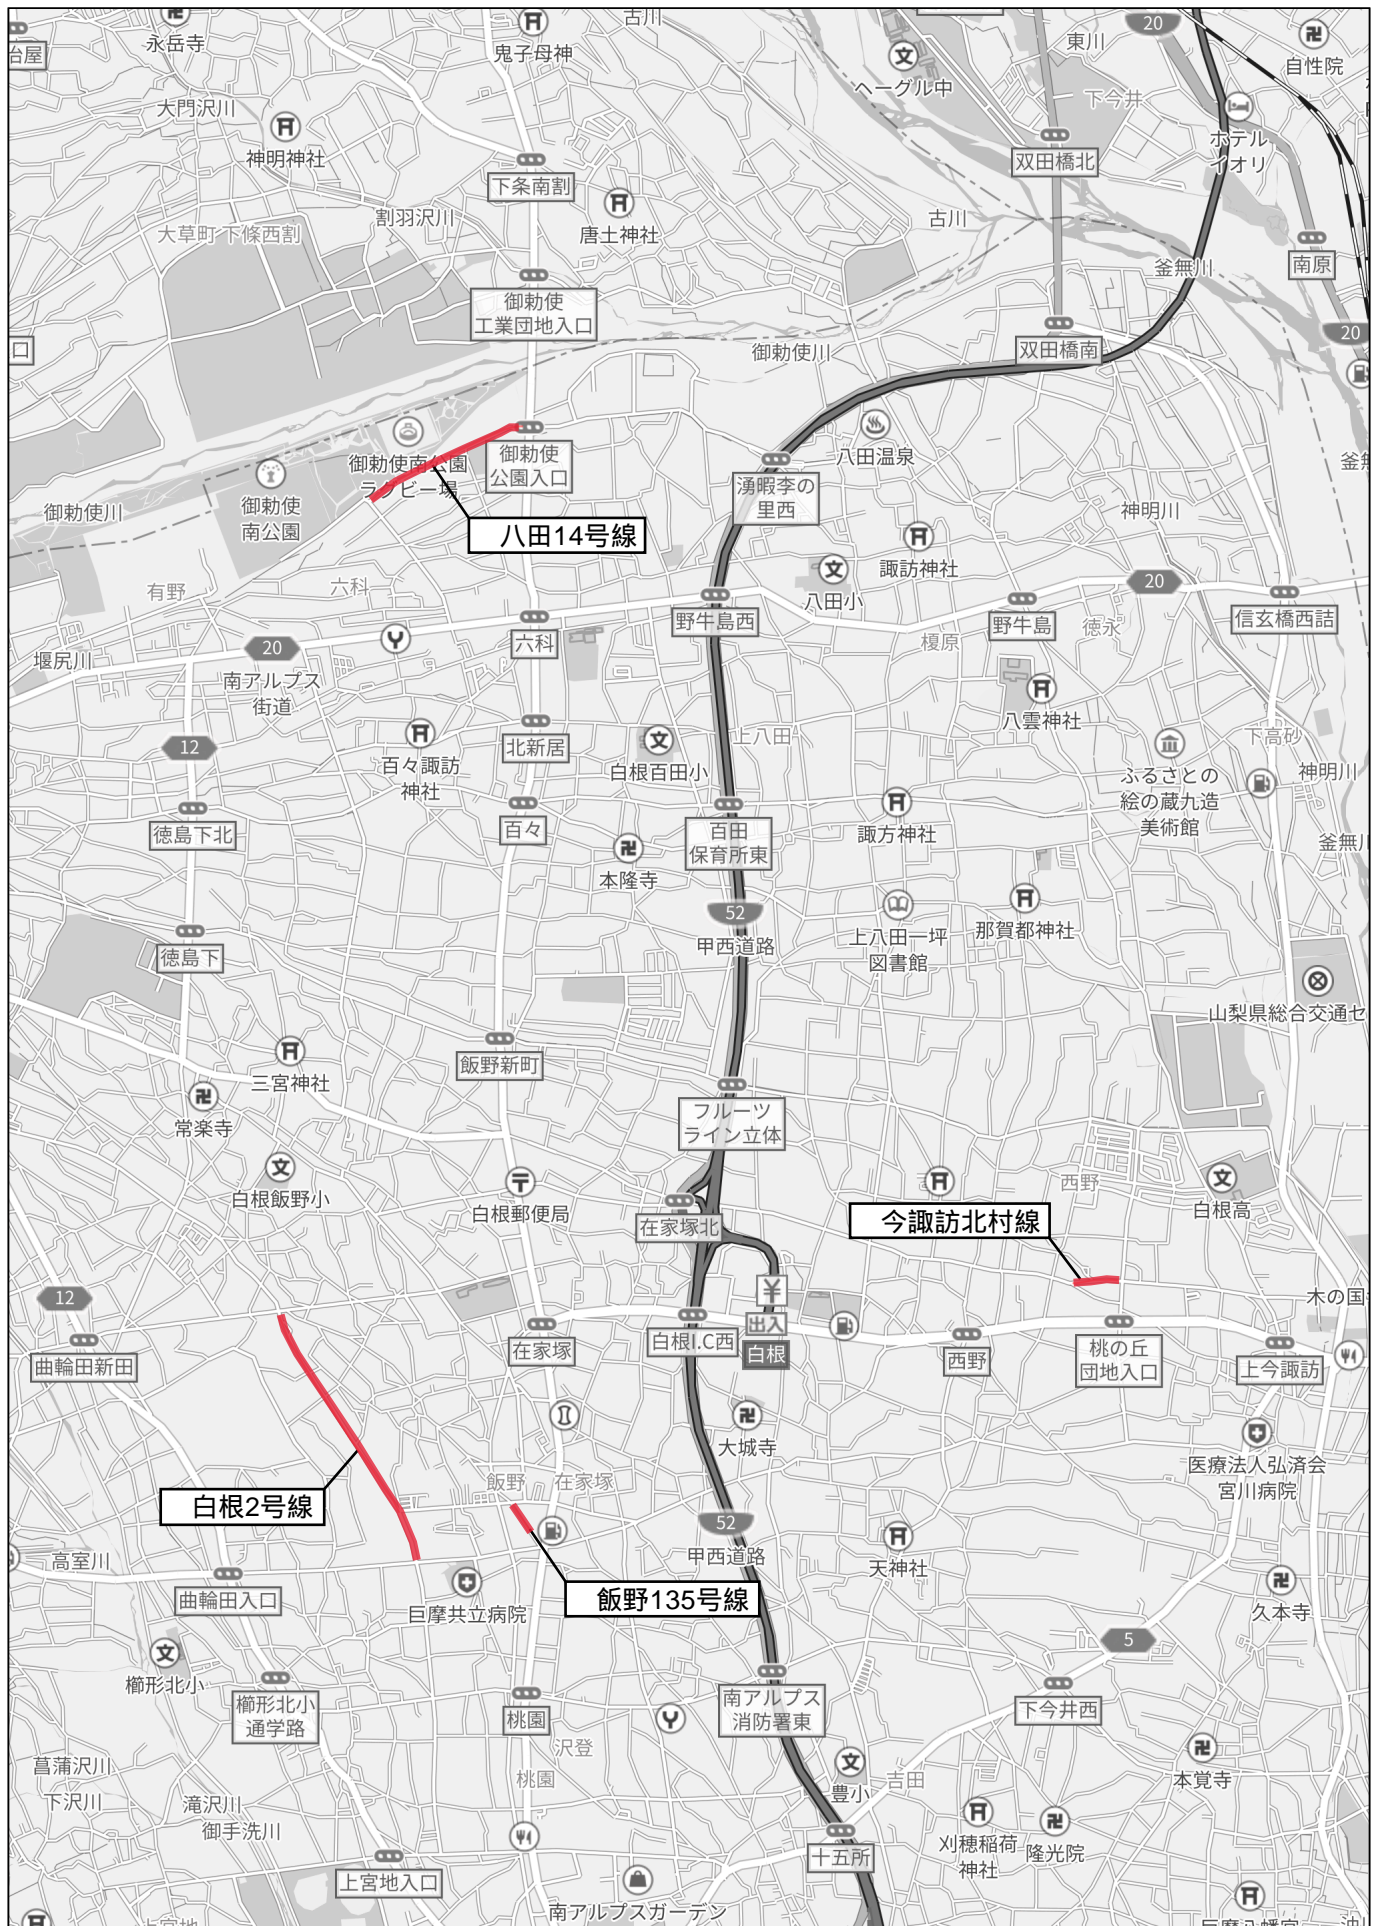 永岳寺
鬼子母神
古川
20
東川
自性院
ヘーグル中
下今井
大門沢川
ホテル
イオリ
神明神社
双田橋北
下条南割
割羽沢川
古川
唐土神社
大草町下條西割
南原
釜無川
御勅使
工業団地入口
20
口
御勅使川
双田橋南
御勅使南公園
ラグビー場
御勅使
公園入口
八田温泉
湧暇李の
里西
御勅使川
御勅使
南公園
神明川
八田14号線
諏訪神社
有野
六科
八田小
20
野牛島西
野牛島
徳永
信玄橋西詰
六科
榎原
堰尻川
20
南アルプス
街道
八雲神社
12
北新居
上八田
下高砂
百々諏訪
神社
白根百田小
ふるさとの
絵の蔵九造
美術館
神明川
徳島下北
百々
百田
保育所東
諏方神社
本隆寺
52
甲西道路
上八田一坪
図書館
那賀都神社
徳島下
山梨県総合交通セ
飯野新町
三宮神社
常楽寺
フルーツ
ライン立体
白根飯野小
西野
白根郵便局
白根高
在家塚北
今諏訪北村線
12
出入
木の国
曲輪田新田
在家塚
白根I.C西
白根
西野
桃の丘
団地入口
上今諏訪
大城寺
飯野
在家塚
医療法人弘済会
宮川病院
白根2号線
52
甲西道路
高室川
天神社
曲輪田入口
巨摩共立病院
飯野135号線
久本寺
5
櫛形北小
櫛形北小
通学路
桃園
南アルプス
消防署東
下今井西
沢登
菖蒲沢川
桃園
下沢川
滝沢川
豊小
吉田
本覚寺
御手洗川
刈穂稲荷
神社
隆光院
上宮地入口
十五所
南アルプスガーデン